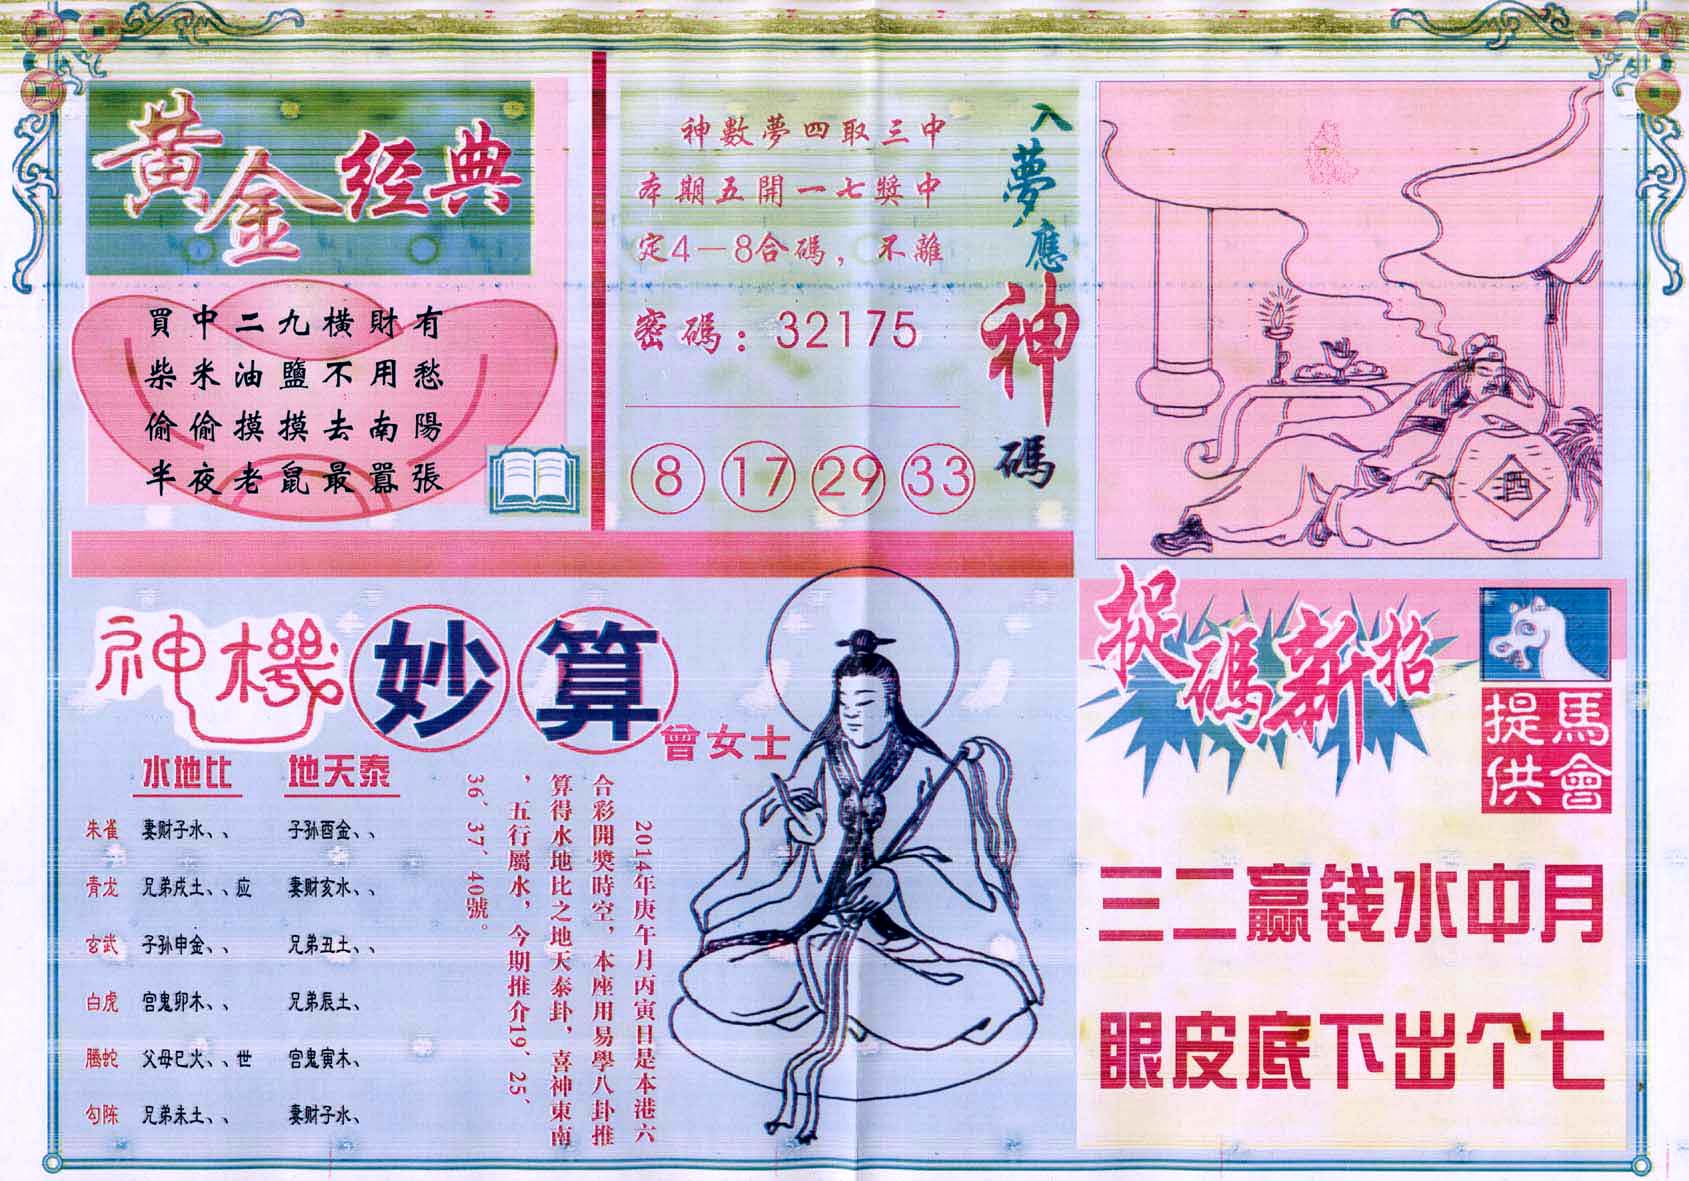 黃金經典
買中二九橫財有
柴米油鹽不用愁
偷偷摸摸去南陽
半夜老鼠最囂張
入夢應神碼
神數夢四取三中
本期五開一七獎中
定4—8合碼，不離
密碼：32175
8 17 29 33
酒
神機妙算
曾女士
水地比 地天泰
朱雀 妻财子水、、 子孙酉金、、
青龙 兄弟戌土、、应 妻财亥水、、
玄武 子孙申金、、 兄弟丑土、、
白虎 官鬼卯木、、 兄弟辰土、
騰蛇 父母巳火、、世 官鬼寅木、
勾陈 兄弟未土、、 妻财子水、
2014年庚午月丙寅日是本港六
合彩開獎時空，本座用易學八卦推
算得水地比之地天泰卦，喜神東南
，五行屬水，今期推介19、25、
36、37、40號。
捉碼新招
馬會
提供
三二赢钱水中月
眼皮底下出个七